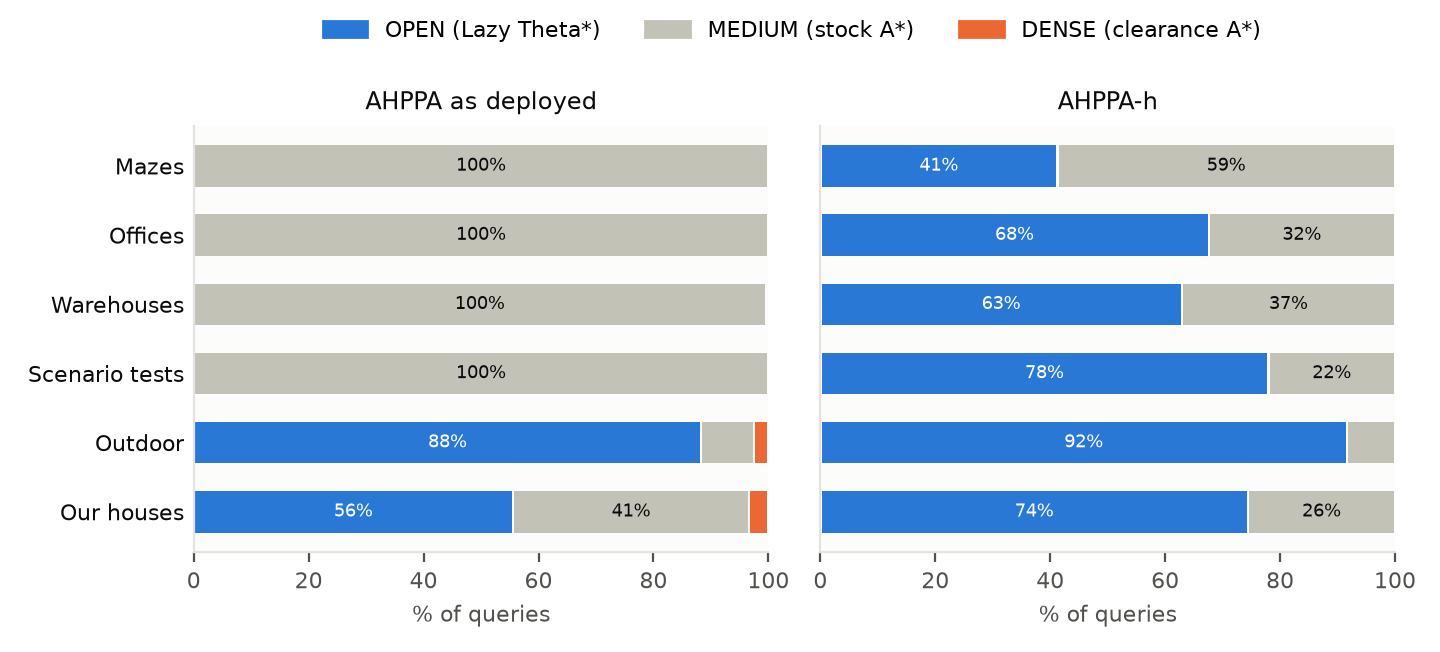 OPEN (Lazy Theta*) MEDIUM (stock A*) DENSE (clearance A*)
AHPPA as deployed
AHPPA-h
Mazes 100% 41% 59%
Offices 100% 68% 32%
Warehouses 100% 63% 37%
Scenario tests 100% 78% 22%
Outdoor 88% 92%
Our houses 56% 41% 74% 26%
0 20 40 60 80 100 0 20 40 60 80 100
% of queries % of queries